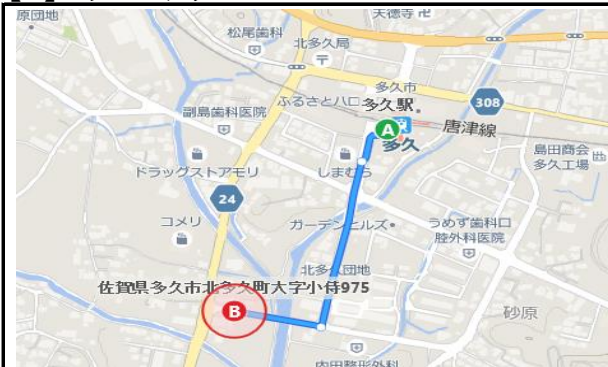 原団地
松尾歯科
天徳寺卍
北多久局
〒
多久市
ふるさとハロ
多久駅
308
副島歯科医院
A
多久
唐津線
島田商会
多久工場
ドラッグストアモリ
しまむら
24
コメリ
ガーデンヒルズ
うめず歯科口
腔外科医院
北多久団地
佐賀県多久市北多久町大字小侍975
B
砂原
内田整形外科